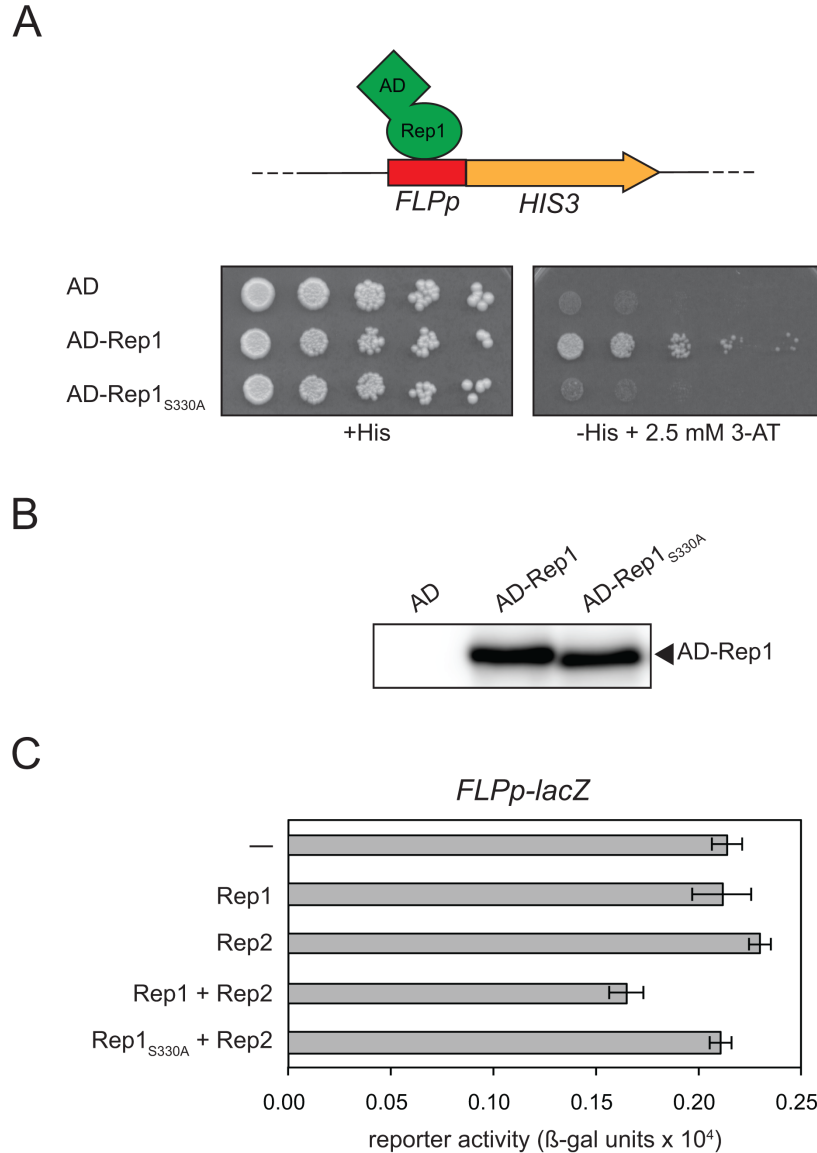 A
AD
Rep1
FLPp HIS3
AD
AD-Rep1
AD-Rep1S330A
+His -His + 2.5 mM 3-AT
B
AD AD-Rep1 AD-Rep1S330A
AD-Rep1
C
FLPp-lacZ
—
Rep1
Rep2
Rep1 + Rep2
Rep1S330A + Rep2
0.00 0.05 0.10 0.15 0.20 0.25
reporter activity (ß-gal units x 10⁴)